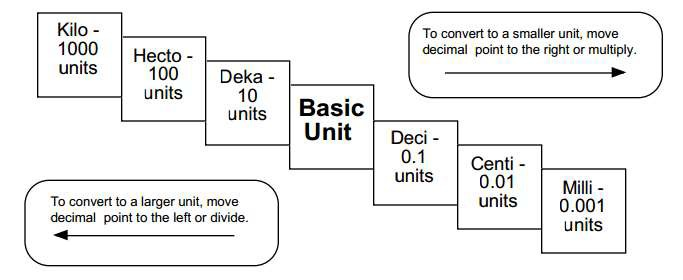 Kilo -
1000
units
Hecto -
100
units
Deka -
10
units
Basic
Unit
Deci -
0.1
units
Centi -
0.01
units
Milli -
0.001
units
To convert to a smaller unit, move
decimal point to the right or multiply.
To convert to a larger unit, move
decimal point to the left or divide.